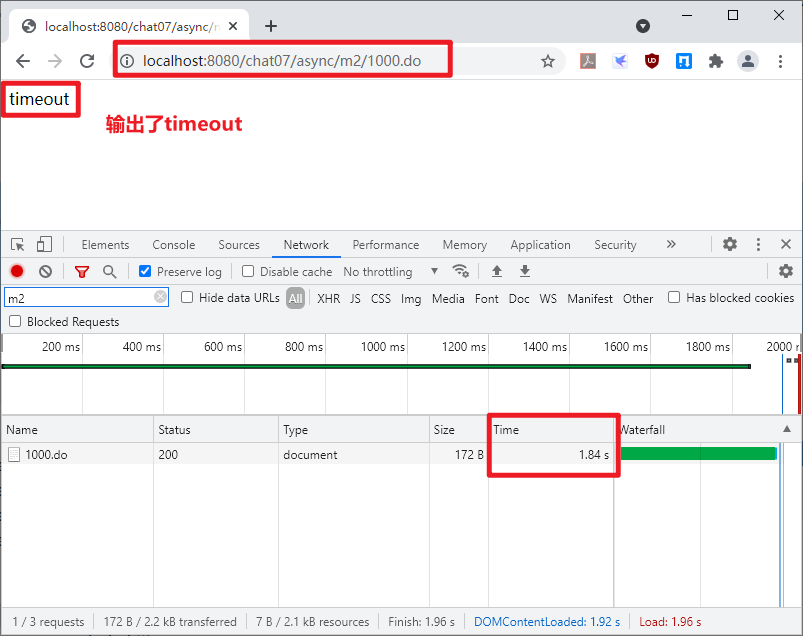 localhost:8080/chat07/async/m
localhost:8080/chat07/async/m2/1000.do
timeout
输出了timeout
Elements Console Sources Network Performance Memory Application Security »
Preserve log Disable cache No throttling
m2 Hide data URLs All XHR JS CSS Img Media Font Doc WS Manifest Other Has blocked cookies
Blocked Requests
200 ms 400 ms 600 ms 800 ms 1000 ms 1200 ms 1400 ms 1600 ms 1800 ms 2000
Name Status Type Size Time Waterfall
1000.do 200 document 172 B 1.84 s
1 / 3 requests 172 B / 2.2 kB transferred 7 B / 2.1 kB resources Finish: 1.96 s DOMContentLoaded: 1.92 s Load: 1.96 s